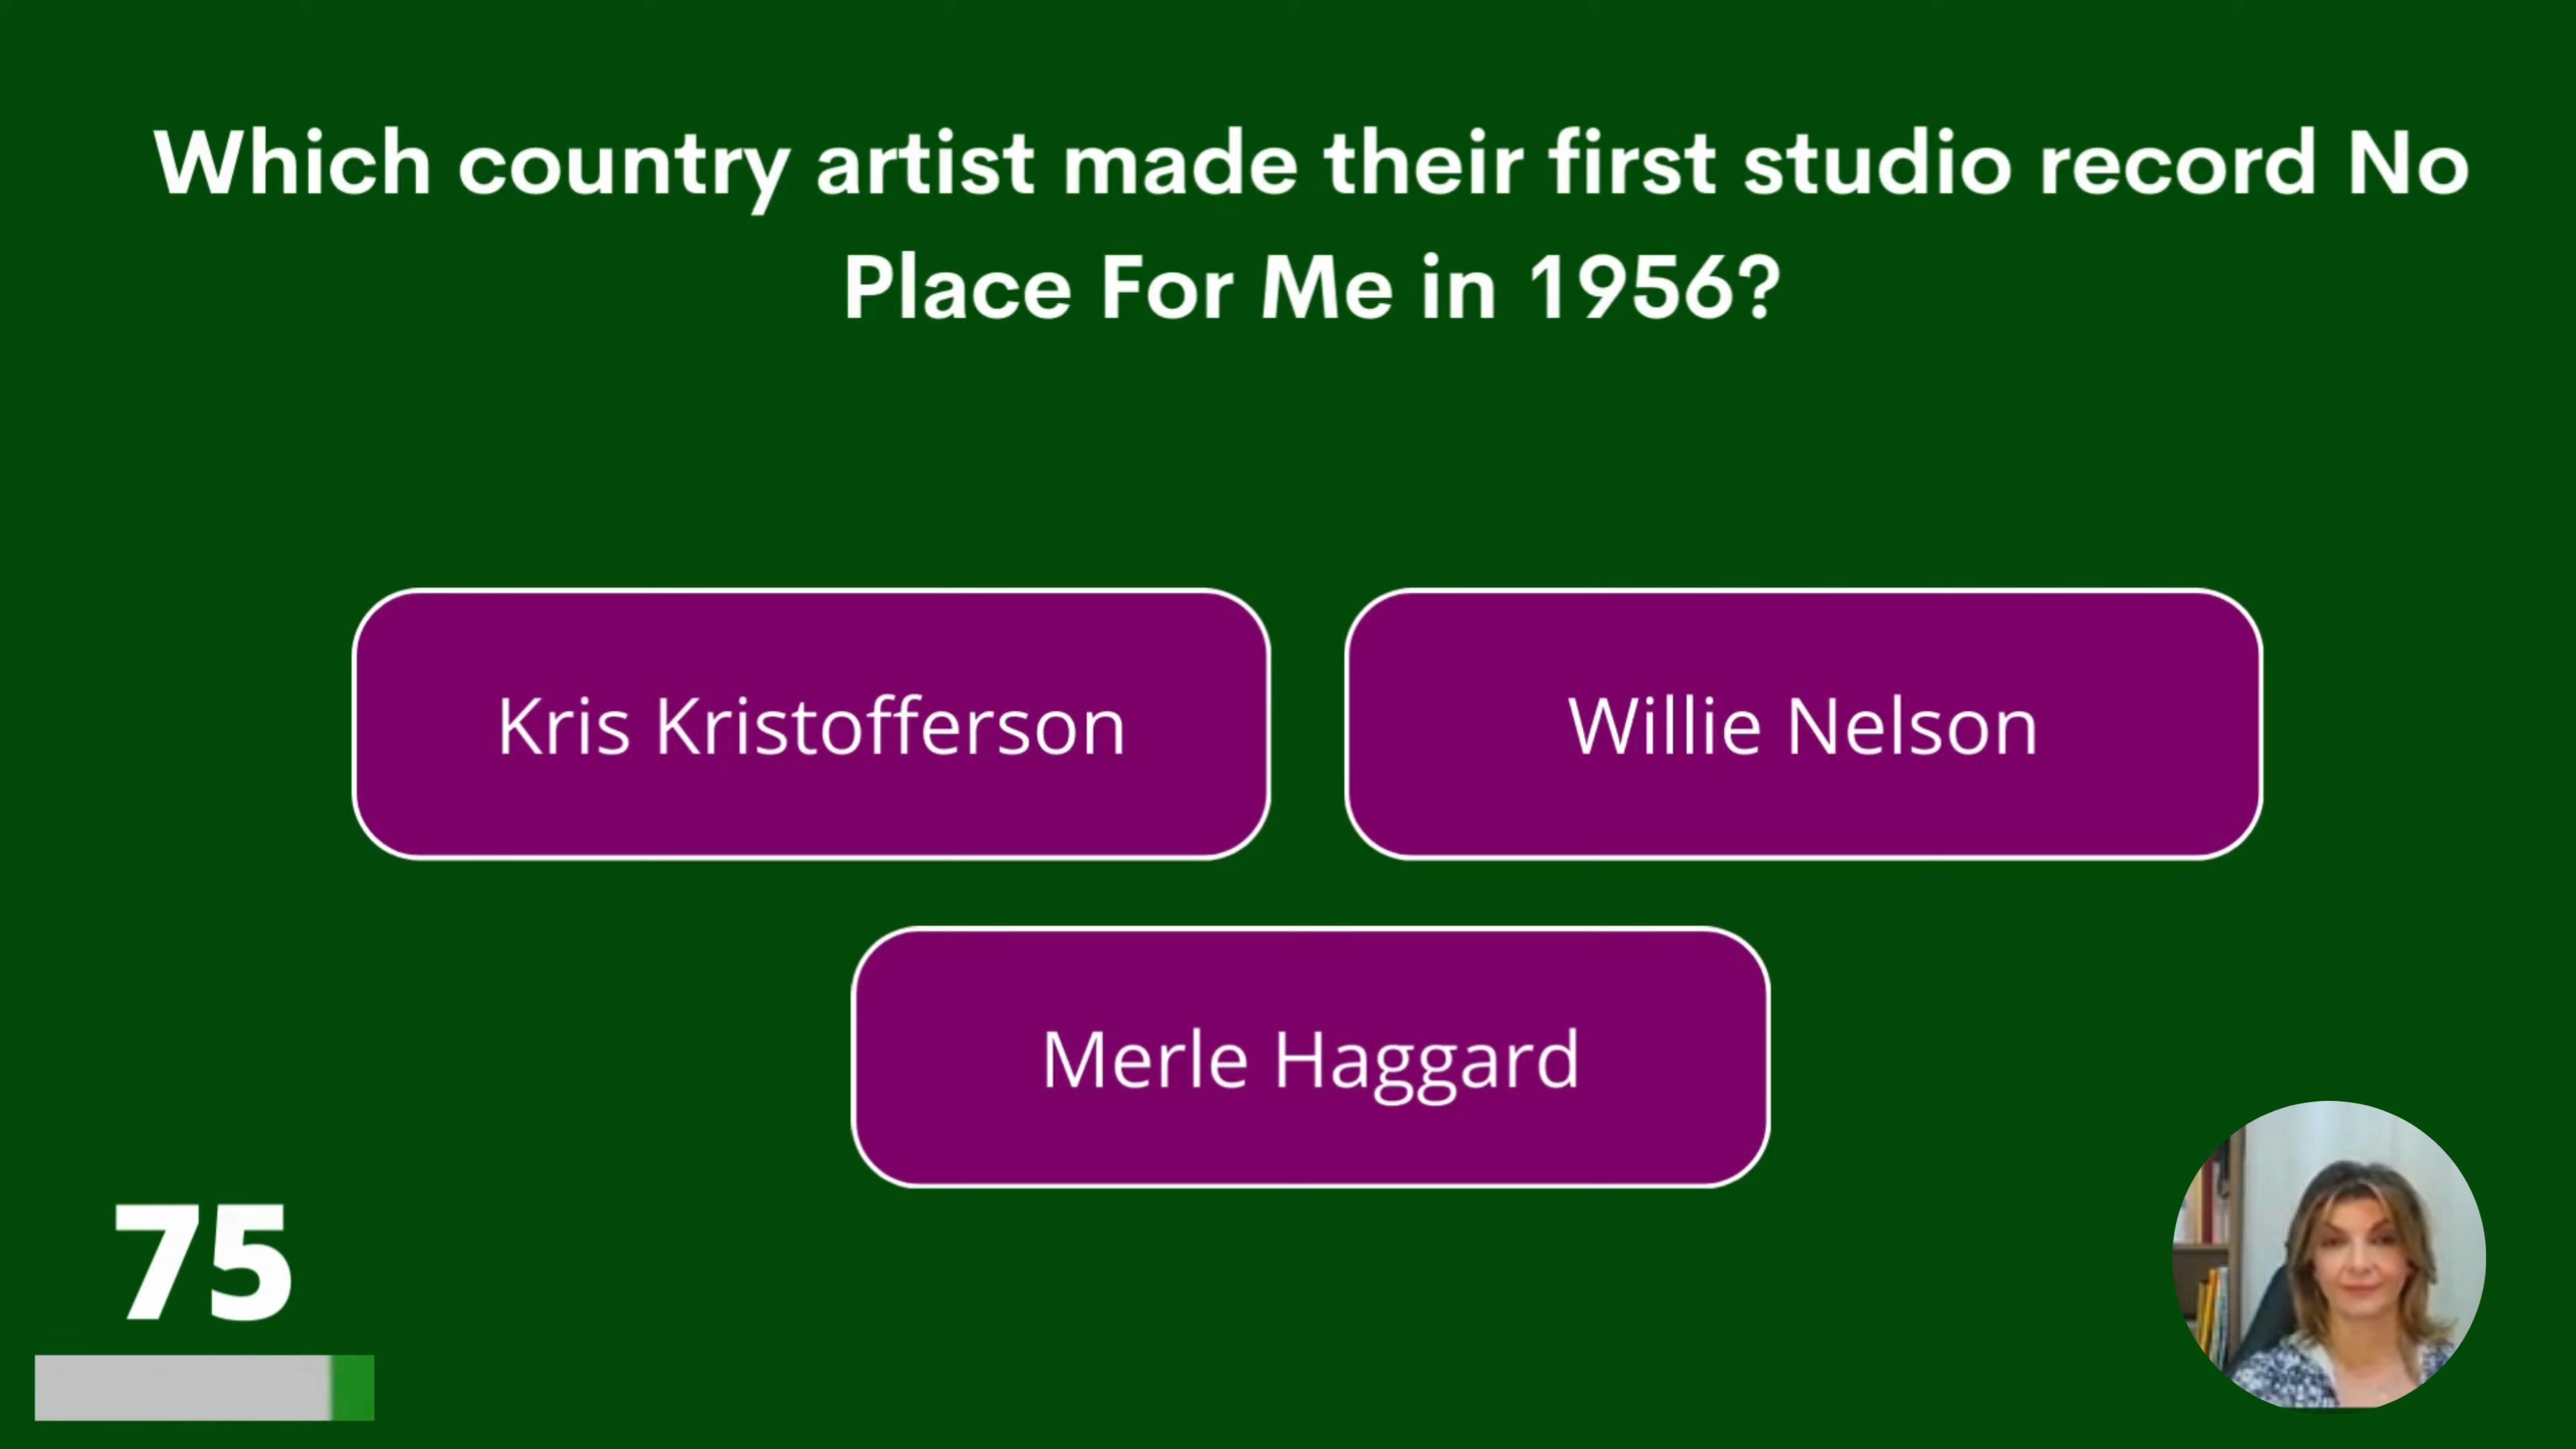 Which country artist made their first studio record No
Place For Me in 1956?
Kris Kristofferson
Willie Nelson
Merle Haggard
75